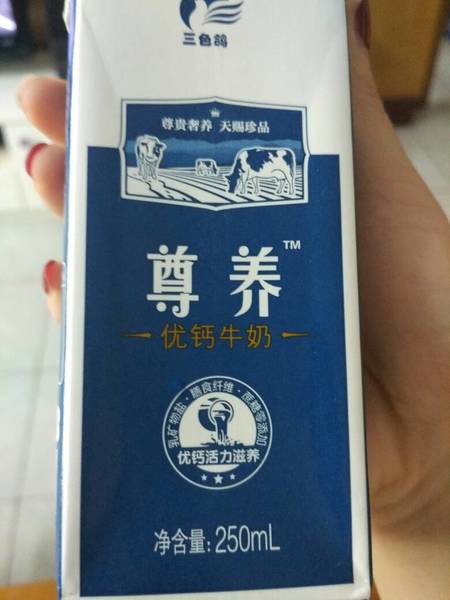 三色鸽
尊贵奢养 天赐珍品
尊养™
优钙牛奶
乳矿物盐·膳食纤维·蔗糖零添加
优钙活力滋养
净含量:250mL